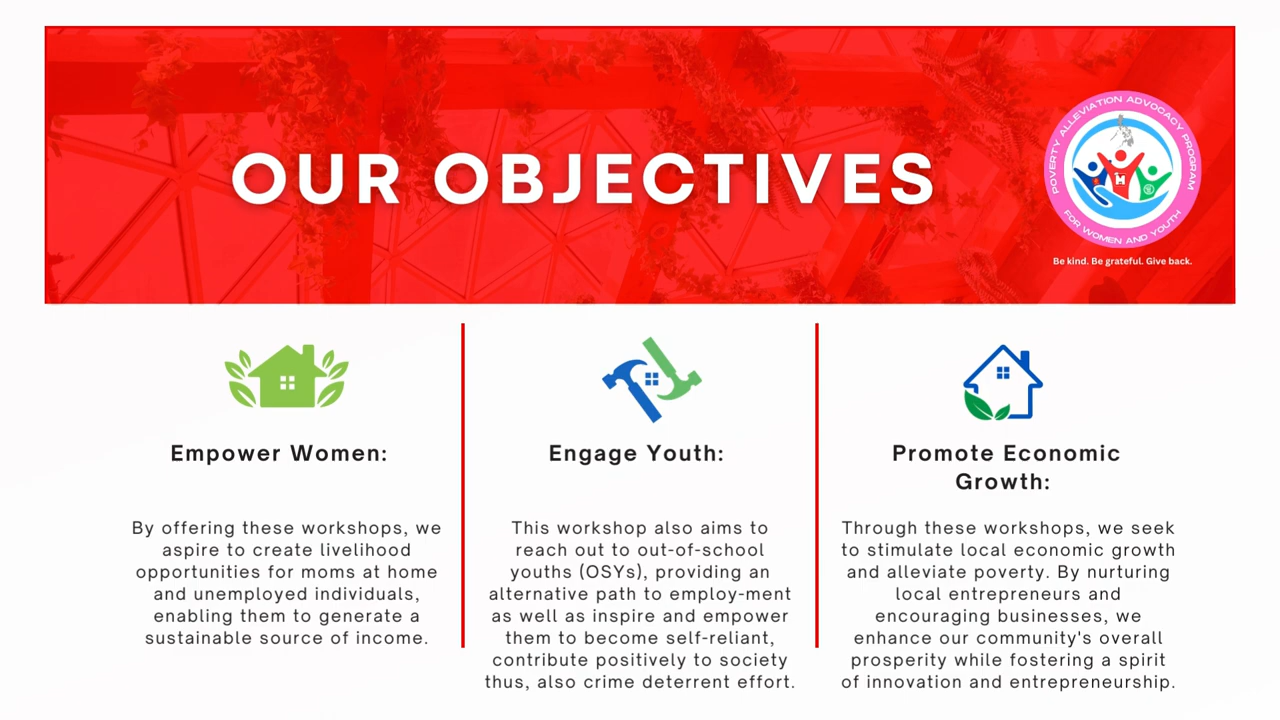 OUR OBJECTIVES
POVERTY ALLEVIATION ADVOCACY PROGRAM
FOR WOMEN AND YOUTH
Be kind. Be grateful. Give back.
Empower Women:
By offering these workshops, we
aspire to create livelihood
opportunities for moms at home
and unemployed individuals,
enabling them to generate a
sustainable source of income.
Engage Youth:
This workshop also aims to
reach out to out-of-school
youths (OSYs), providing an
alternative path to employ-ment
as well as inspire and empower
them to become self-reliant,
contribute positively to society
thus, also crime deterrent effort.
Promote Economic
Growth:
Through these workshops, we seek
to stimulate local economic growth
and alleviate poverty. By nurturing
local entrepreneurs and
encouraging businesses, we
enhance our community's overall
prosperity while fostering a spirit
of innovation and entrepreneurship.